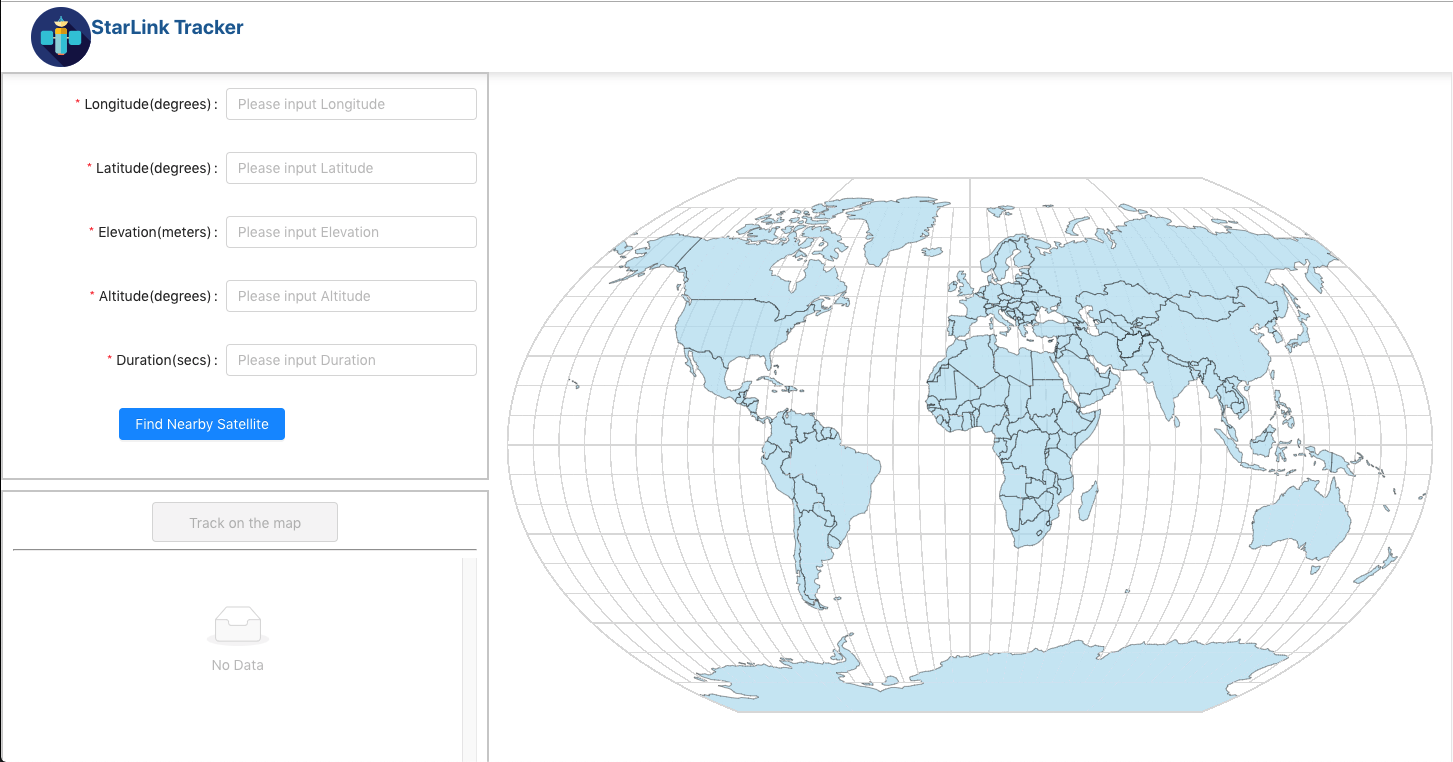 StarLink Tracker
* Longitude(degrees) : Please input Longitude
* Latitude(degrees) : Please input Latitude
* Elevation(meters) : Please input Elevation
* Altitude(degrees) : Please input Altitude
* Duration(secs) : Please input Duration
Find Nearby Satellite
Track on the map
No Data